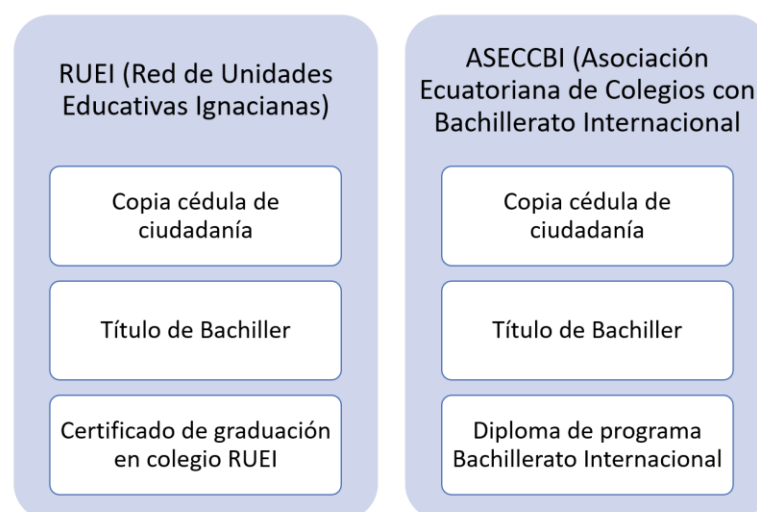 RUEI (Red de Unidades
Educativas Ignacianas)
Copia cédula de
ciudadanía
Título de Bachiller
Certificado de graduación
en colegio RUEI
ASECCBI (Asociación
Ecuatoriana de Colegios con
Bachillerato Internacional
Copia cédula de
ciudadanía
Título de Bachiller
Diploma de programa
Bachillerato Internacional